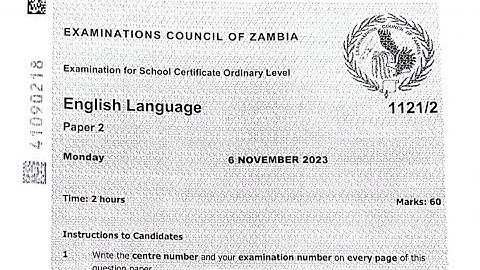 EXAMINATIONS COUNCIL OF ZAMBIA
Examination for School Certificate Ordinary Level
English Language 1121/2
Paper 2
Monday 6 NOVEMBER 2023
Time: 2 hours Marks: 60
Instructions to Candidates
1 Write the centre number and your examination number on every page of this
question paper.
41090218